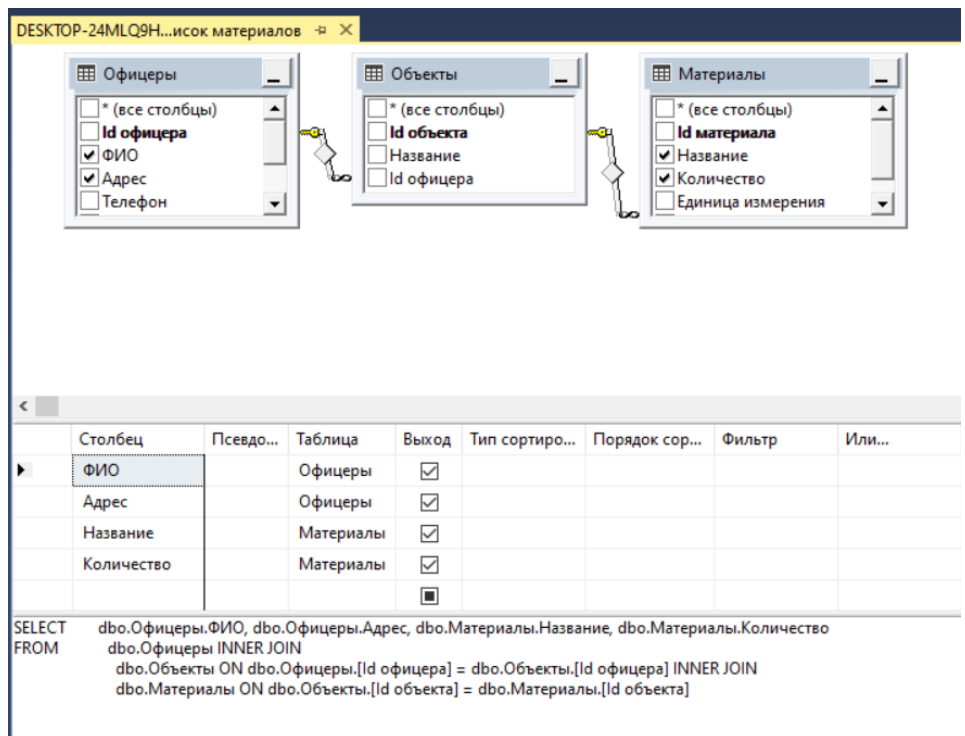 DESKTOP-24MLQ9H...исок материалов
Офицеры
* (все столбцы)
Id офицера
ФИО
Адрес
Телефон
Объекты
* (все столбцы)
Id объекта
Название
Id офицера
Материалы
* (все столбцы)
Id материала
Название
Количество
Единица измерения
Столбец Псевдо... Таблица Выход Тип сортиро... Порядок сор... Фильтр Или...
ФИО Офицеры
Адрес Офицеры
Название Материалы
Количество Материалы
SELECT dbo.Офицеры.ФИО, dbo.Офицеры.Адрес, dbo.Материалы.Название, dbo.Материалы.Количество
FROM dbo.Офицеры INNER JOIN
dbo.Объекты ON dbo.Офицеры.[Id офицера] = dbo.Объекты.[Id офицера] INNER JOIN
dbo.Материалы ON dbo.Объекты.[Id объекта] = dbo.Материалы.[Id объекта]